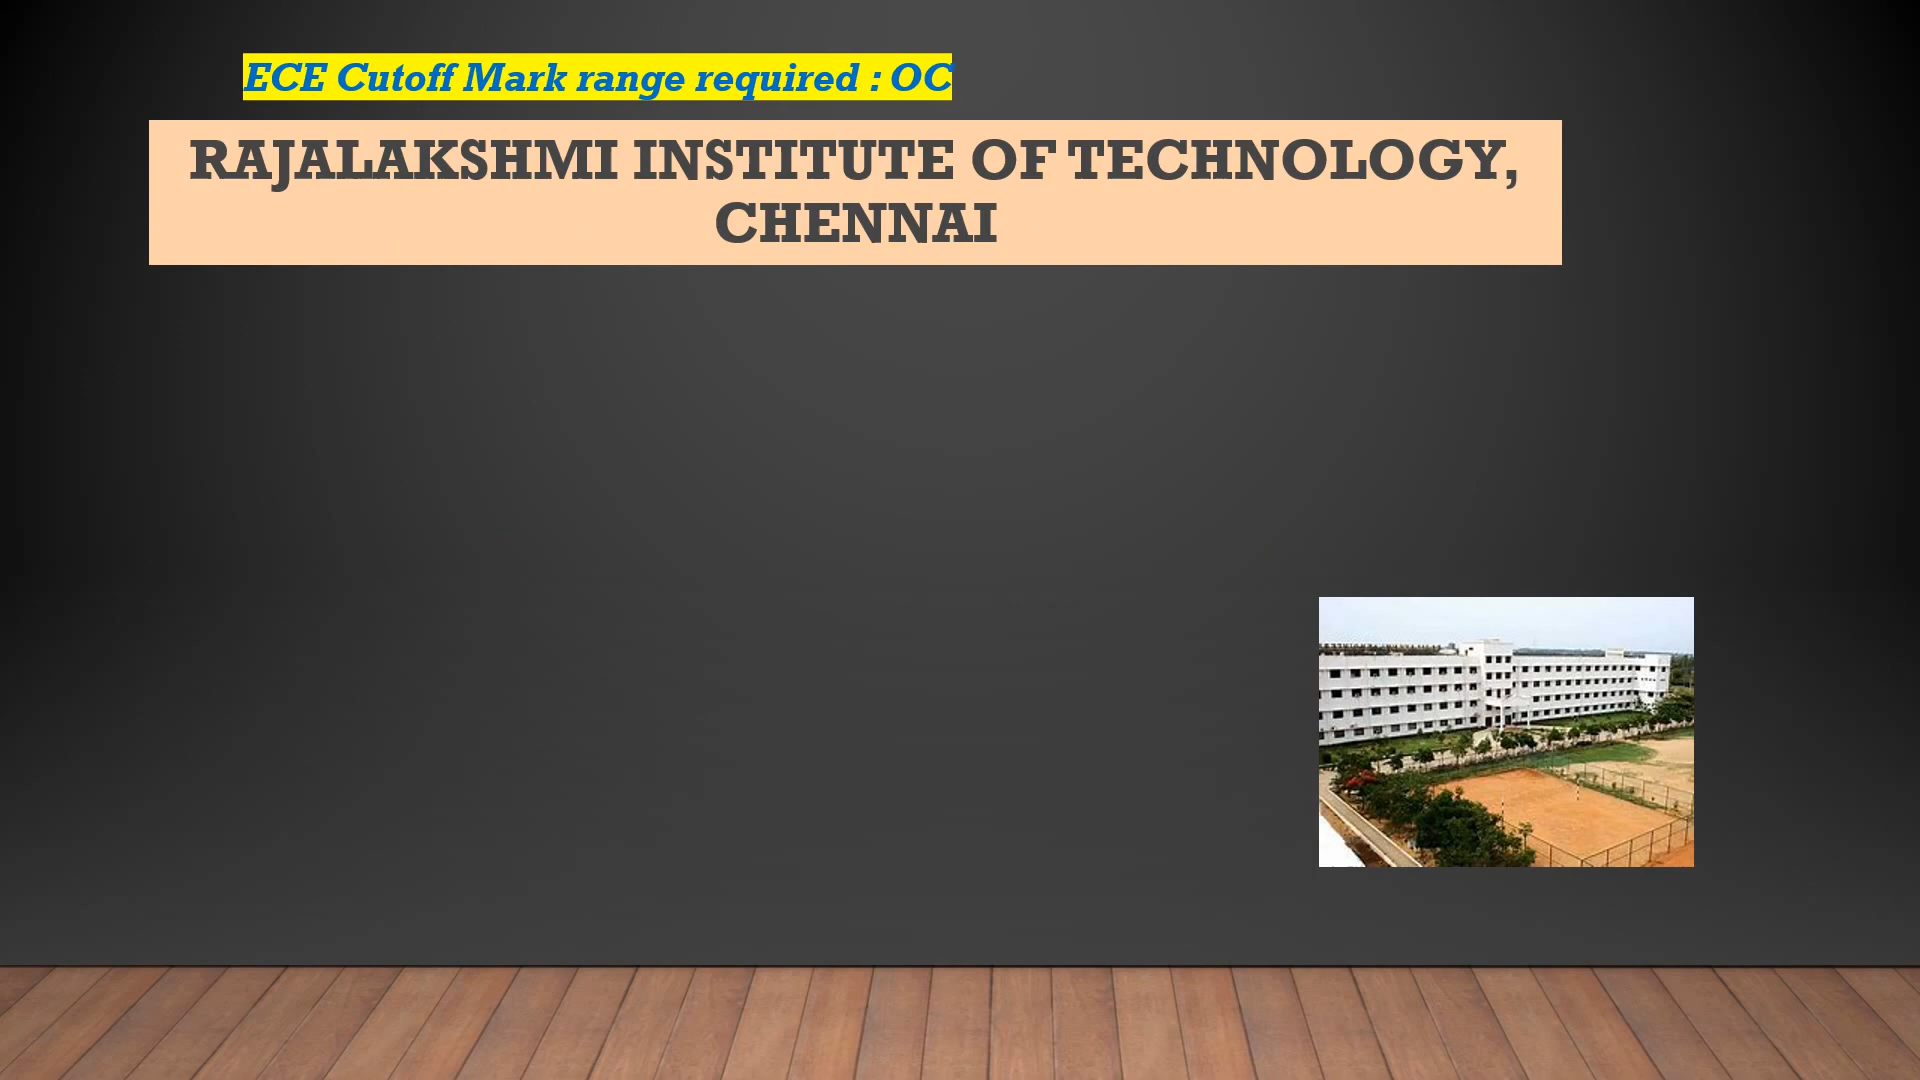 ECE Cutoff Mark range required : OC
RAJALAKSHMI INSTITUTE OF TECHNOLOGY,
CHENNAI